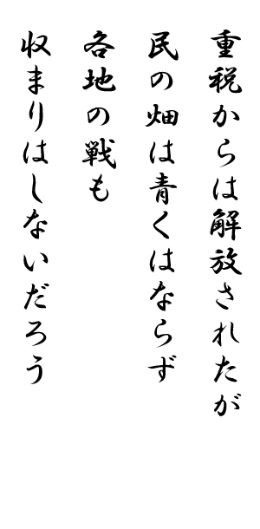 重税からは解放されたが
民の畑は青くはならず
各地の戦も
収まりはしないだろう